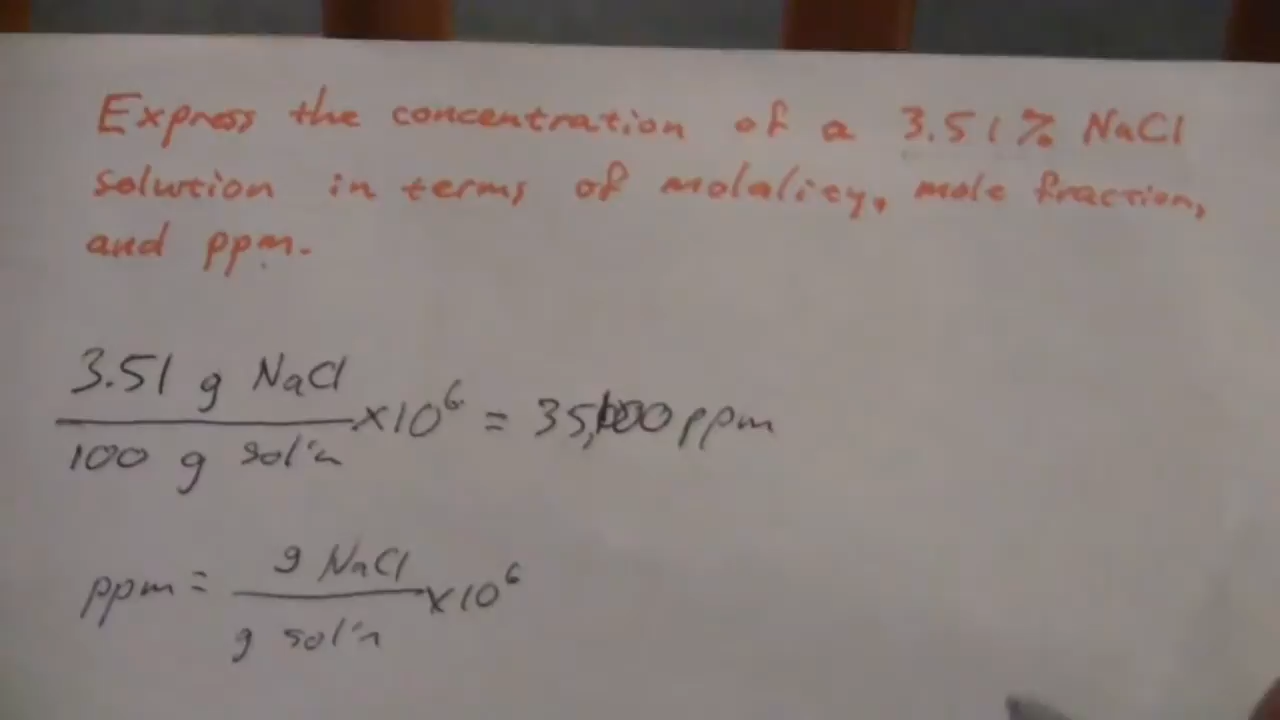 Express the concentration of a 3.51% NaCl
solution in terms of molality, mole fraction,
and ppm.
3.51 g NaCl
100 g sol'n
×10⁶ = 35,100 ppm
g NaCl
ppm =
×10⁶
g sol'n